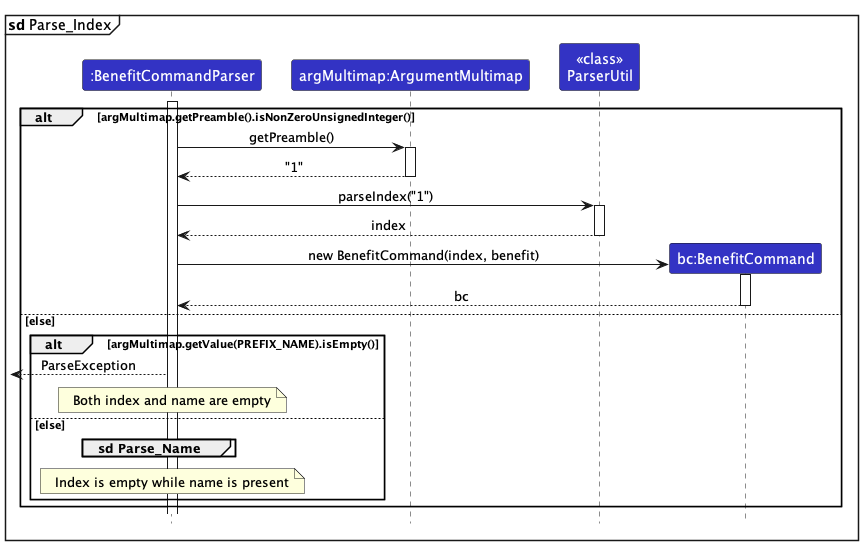 sd Parse_Index
:BenefitCommandParser
argMultimap:ArgumentMultimap
«class»
ParserUtil
alt
[argMultimap.getPreamble().isNonZeroUnsignedInteger()]
getPreamble()
"1"
parseIndex("1")
index
new BenefitCommand(index, benefit)
bc:BenefitCommand
bc
[else]
alt
[argMultimap.getValue(PREFIX_NAME).isEmpty()]
ParseException
Both index and name are empty
[else]
sd Parse_Name
Index is empty while name is present